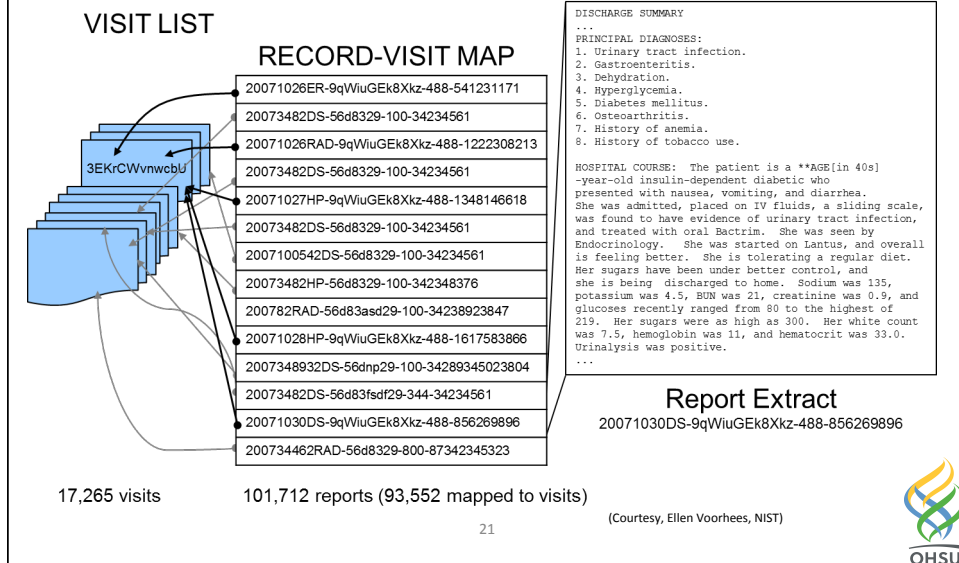 VISIT LIST
RECORD-VISIT MAP
3EKrCWvnwcbU
20071026ER-9qWiuGEk8Xkz-488-541231171
20073482DS-56d8329-100-34234561
20071026RAD-9qWiuGEk8Xkz-488-1222308213
20073482DS-56d8329-100-34234561
20071027HP-9qWiuGEk8Xkz-488-1348146618
20073482DS-56d8329-100-34234561
2007100542DS-56d8329-100-34234561
20073482HP-56d8329-100-342348376
200782RAD-56d83asd29-100-34238923847
20071028HP-9qWiuGEk8Xkz-488-1617583866
2007348932DS-56dnp29-100-34289345023804
20073482DS-56d83fsdf29-344-34234561
20071030DS-9qWiuGEk8Xkz-488-856269896
200734462RAD-56d8329-800-87342345323
DISCHARGE SUMMARY
...
PRINCIPAL DIAGNOSES:
1. Urinary tract infection.
2. Gastroenteritis.
3. Dehydration.
4. Hyperglycemia.
5. Diabetes mellitus.
6. Osteoarthritis.
7. History of anemia.
8. History of tobacco use.
HOSPITAL COURSE: The patient is a **AGE[in 40s]
-year-old insulin-dependent diabetic who
presented with nausea, vomiting, and diarrhea.
She was admitted, placed on IV fluids, a sliding scale,
was found to have evidence of urinary tract infection,
and treated with oral Bactrim. She was seen by
Endocrinology. She was started on Lantus, and overall
is feeling better. She is tolerating a regular diet.
Her sugars have been under better control, and
she is being discharged to home. Sodium was 135,
potassium was 4.5, BUN was 21, creatinine was 0.9, and
glucoses recently ranged from 80 to the highest of
219. Her sugars were as high as 300. Her white count
was 7.5, hemoglobin was 11, and hematocrit was 33.0.
Urinalysis was positive.
...
Report Extract
20071030DS-9qWiuGEk8Xkz-488-856269896
17,265 visits
101,712 reports (93,552 mapped to visits)
(Courtesy, Ellen Voorhees, NIST)
21
OHSU